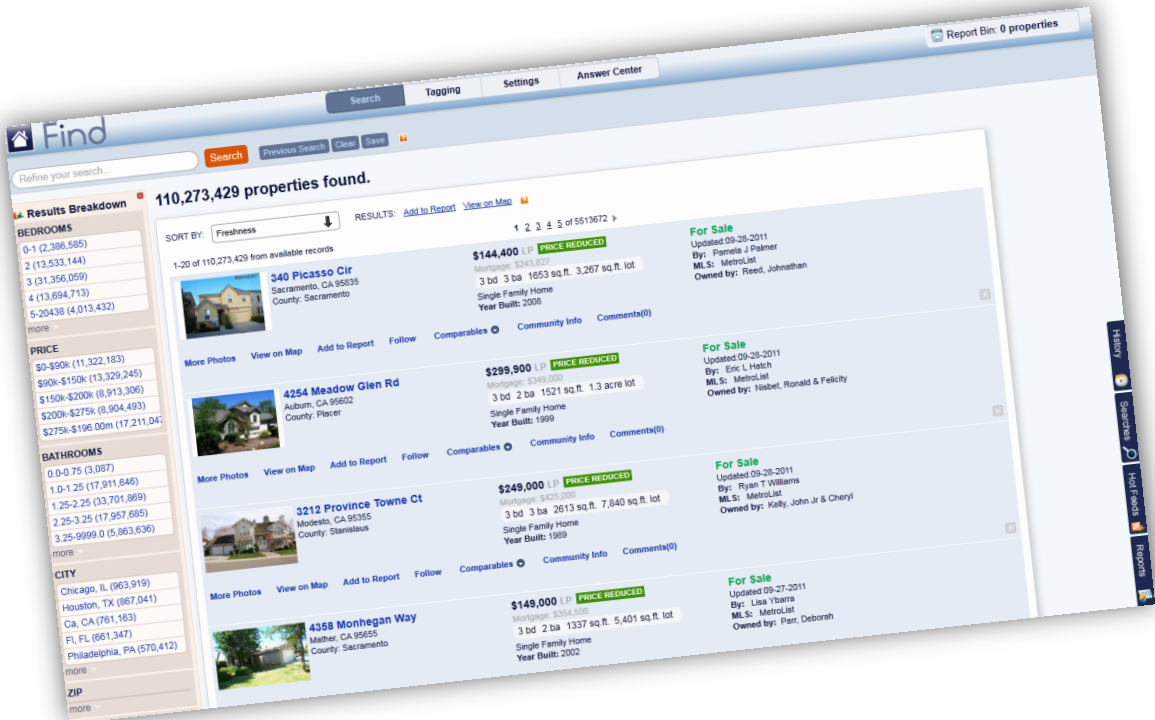 Report Bin: 0 properties
Search
Tagging
Settings
Answer Center
Find
Refine your search...
Search
Previous Search
Clear
Save
Results Breakdown
BEDROOMS
0-1 (2,386,585)
2 (13,533,144)
3 (31,356,059)
4 (13,694,713)
5-20438 (4,013,432)
more
PRICE
$0-$90k (11,322,183)
$90k-$150k (13,329,245)
$150k-$200k (8,913,306)
$200k-$275k (8,904,493)
$275k-$196.00m (17,211,047
BATHROOMS
0.0-0.75 (3,087)
1.0-1.25 (17,911,646)
1.25-2.25 (33,701,869)
2.25-3.25 (17,957,685)
3.25-9999.0 (5,863,636)
more
CITY
Chicago, IL (963,919)
Houston, TX (867,041)
Ca, CA (761,163)
Fl, FL (661,347)
Philadelphia, PA (570,412)
more
ZIP
more
110,273,429 properties found.
SORT BY: Freshness
RESULTS: Add to Report View on Map
1-20 of 110,273,429 from available records
1 2 3 4 5 of 5513672
340 Picasso Cir
Sacramento, CA 95835
County: Sacramento
$144,400 LP PRICE REDUCED
Mortgage: $243,827
3 bd 3 ba 1653 sq.ft. 3,267 sq.ft. lot
Single Family Home
Year Built: 2008
For Sale
Updated:09-28-2011
By: Pamela J Palmer
MLS: MetroList
Owned by: Reed, Johnathan
More Photos View on Map Add to Report Follow Comparables Community Info Comments(0)
4254 Meadow Glen Rd
Auburn, CA 95602
County: Placer
$299,900 LP PRICE REDUCED
Mortgage: $349,000
3 bd 2 ba 1521 sq.ft. 1.3 acre lot
Single Family Home
Year Built: 1999
For Sale
Updated:09-28-2011
By: Eric L Hatch
MLS: MetroList
Owned by: Nisbet, Ronald & Felicity
More Photos View on Map Add to Report Follow Comparables Community Info Comments(0)
3212 Province Towne Ct
Modesto, CA 95355
County: Stanislaus
$249,000 LP PRICE REDUCED
Mortgage: $425,000
3 bd 3 ba 2613 sq.ft. 7,840 sq.ft. lot
Single Family Home
Year Built: 1989
For Sale
Updated:09-28-2011
By: Ryan T Williams
MLS: MetroList
Owned by: Kelly, John Jr & Cheryl
More Photos View on Map Add to Report Follow Comparables Community Info Comments(0)
4358 Monhegan Way
Mather, CA 95655
County: Sacramento
$149,000 LP PRICE REDUCED
Mortgage: $354,500
3 bd 2 ba 1337 sq.ft. 5,401 sq.ft. lot
Single Family Home
Year Built: 2002
For Sale
Updated:09-27-2011
By: Lisa Ybarra
MLS: MetroList
Owned by: Parr, Deborah
History
Searches
Hot Feeds
Reports